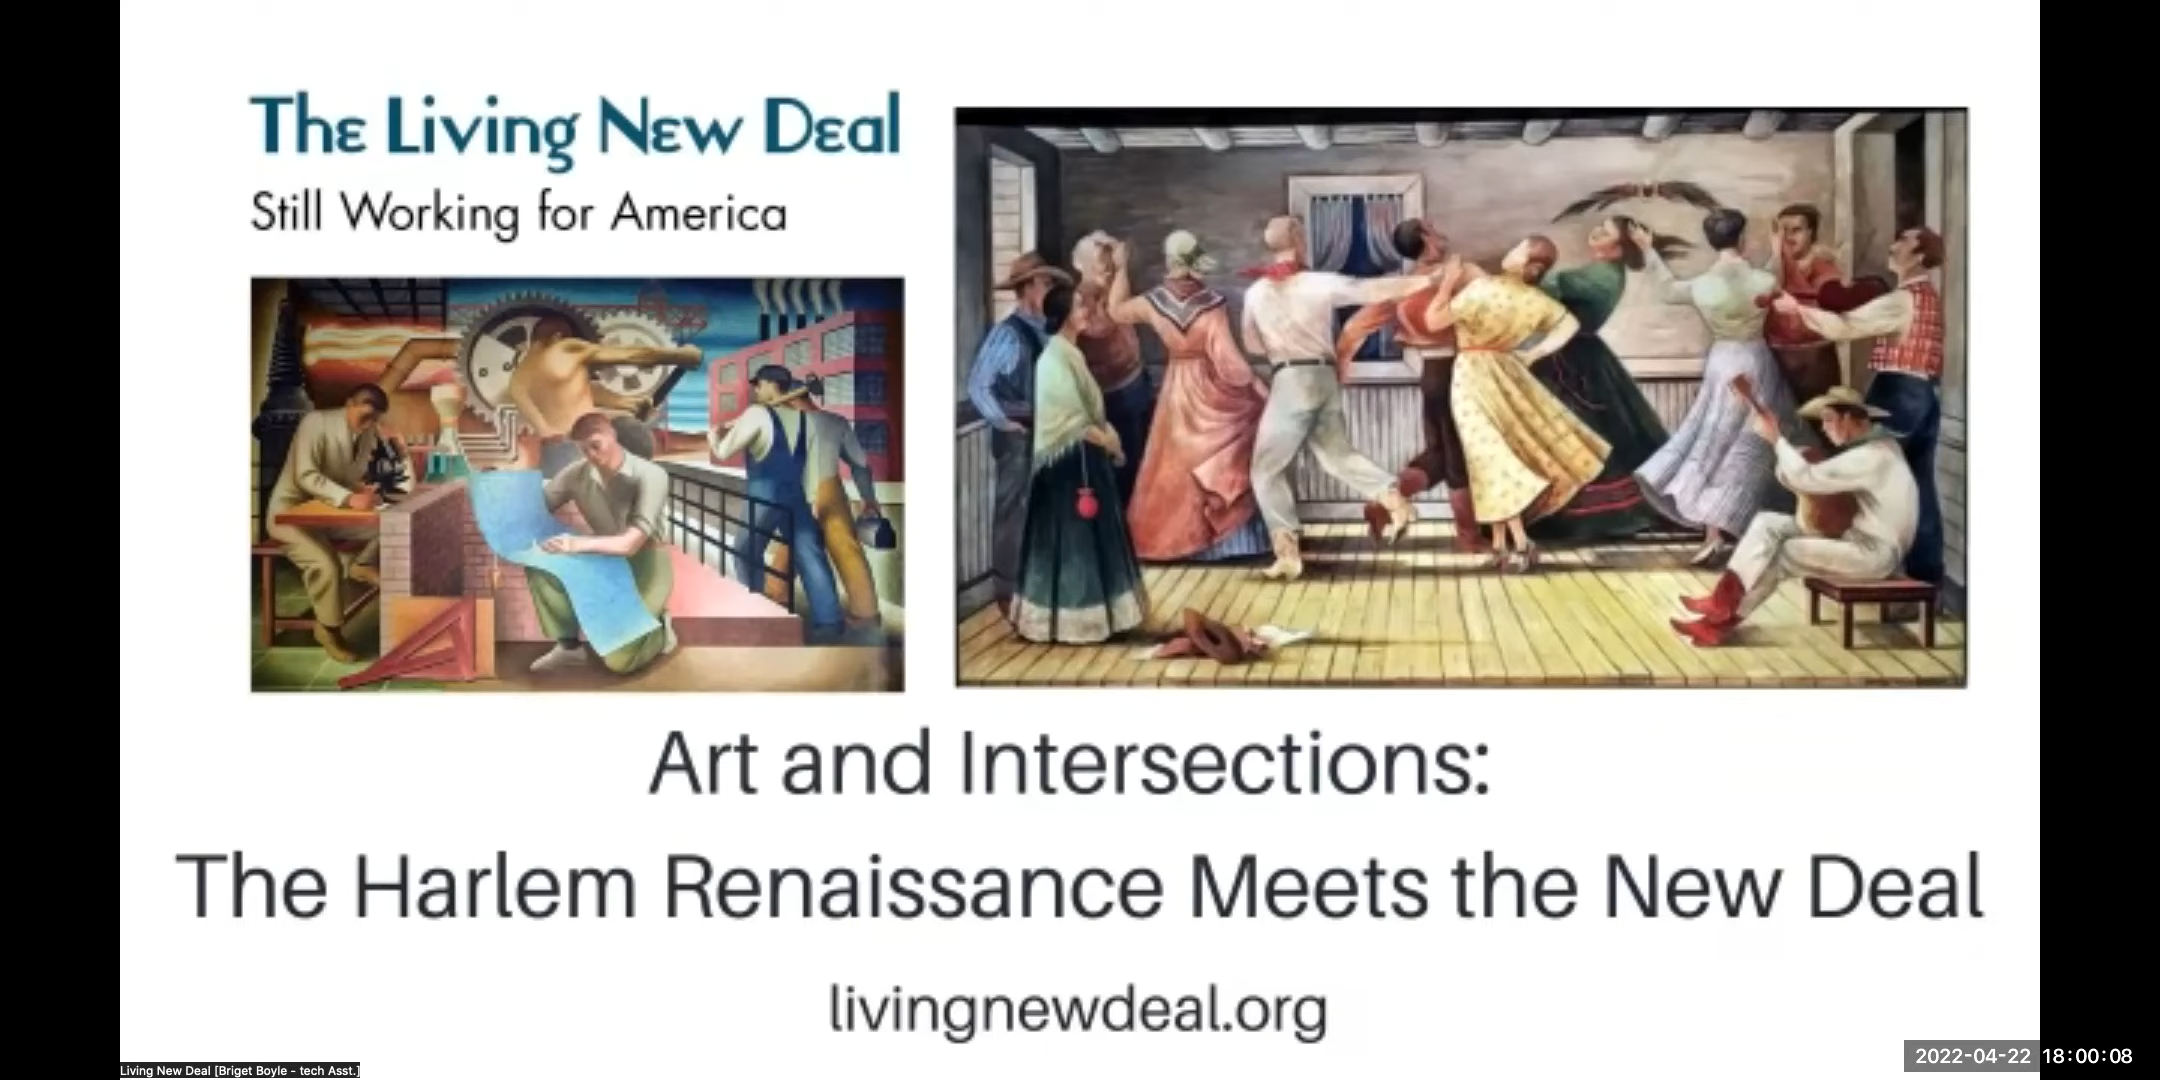 The Living New Deal
Still Working for America
Art and Intersections:
The Harlem Renaissance Meets the New Deal
livingnewdeal.org
Living New Deal [Briget Boyle - tech Asst.]
2022-04-22 18:00:08